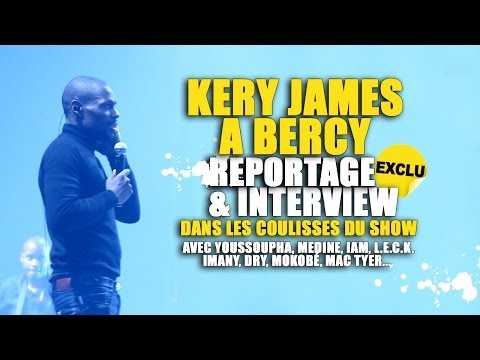 KERY JAMES
A BERCY
REPORTAGE EXCLU
& INTERVIEW
DANS LES COULISSES DU SHOW
AVEC YOUSSOUPHA, MEDINE, IAM, L.E.C.K.
IMANY, DRY, MOKOBÉ, MAC TYER...